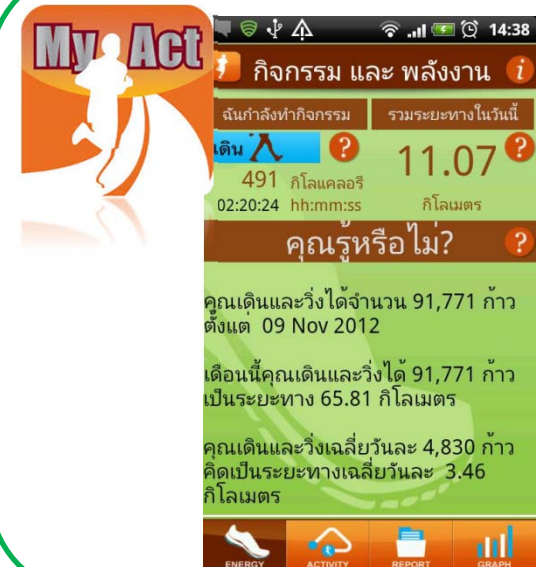 My Act
14:38
กิจกรรม และ พลังงาน i
ฉันกำลังทำกิจกรรม
รวมระยะทางในวันนี้
เดิน ?
491 กิโลแคลอรี
02:20:24 hh:mm:ss
11.07 ?
กิโลเมตร
คุณรู้หรือไม่? ?
คุณเดินและวิ่งได้จำนวน 91,771 ก้าว
ตั้งแต่ 09 Nov 2012
เดือนนี้คุณเดินและวิ่งได้ 91,771 ก้าว
เป็นระยะทาง 65.81 กิโลเมตร
คุณเดินและวิ่งเฉลี่ยวันละ 4,830 ก้าว
คิดเป็นระยะทางเฉลี่ยวันละ 3.46
กิโลเมตร
ENERGY ACTIVITY REPORT GRAPH